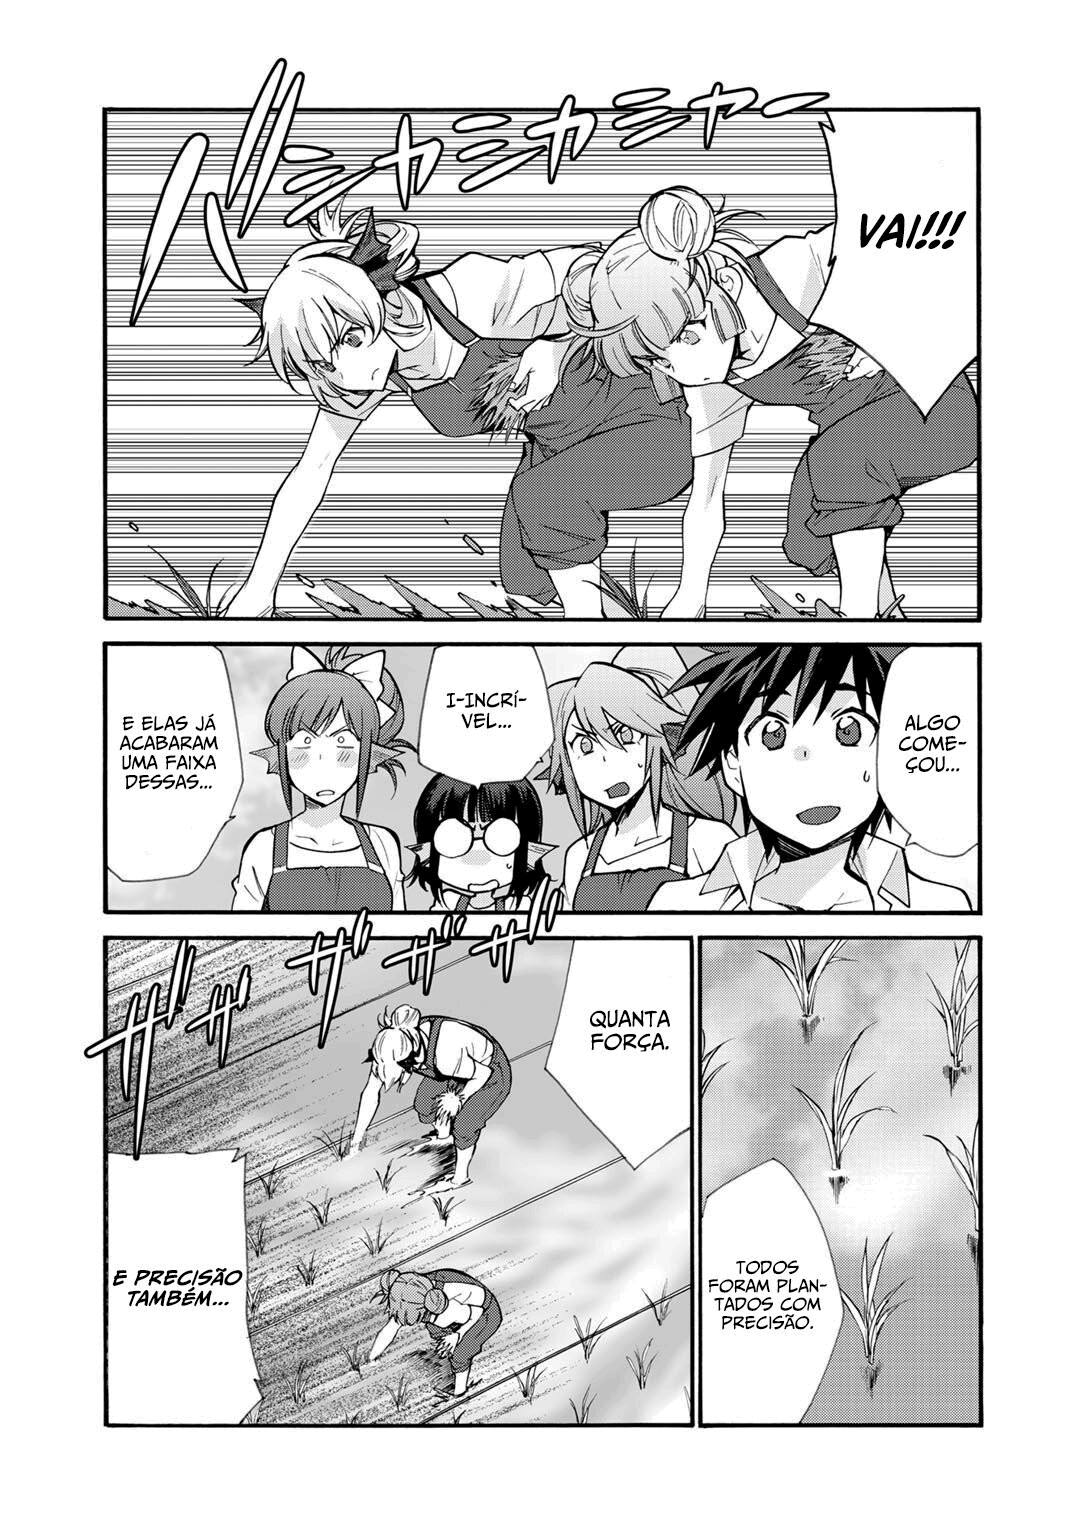 バシャシャシャー
VAI!!!
ALGO
COME-
ÇOU...
I-INCRÍ-
VEL...
E ELAS JÁ
ACABARAM
UMA FAIXA
DESSAS...
TODOS
FORAM PLAN-
TADOS COM
PRECISÃO.
ザザザザザ
QUANTA
FORÇA.
E PRECISÃO
TAMBÉM...